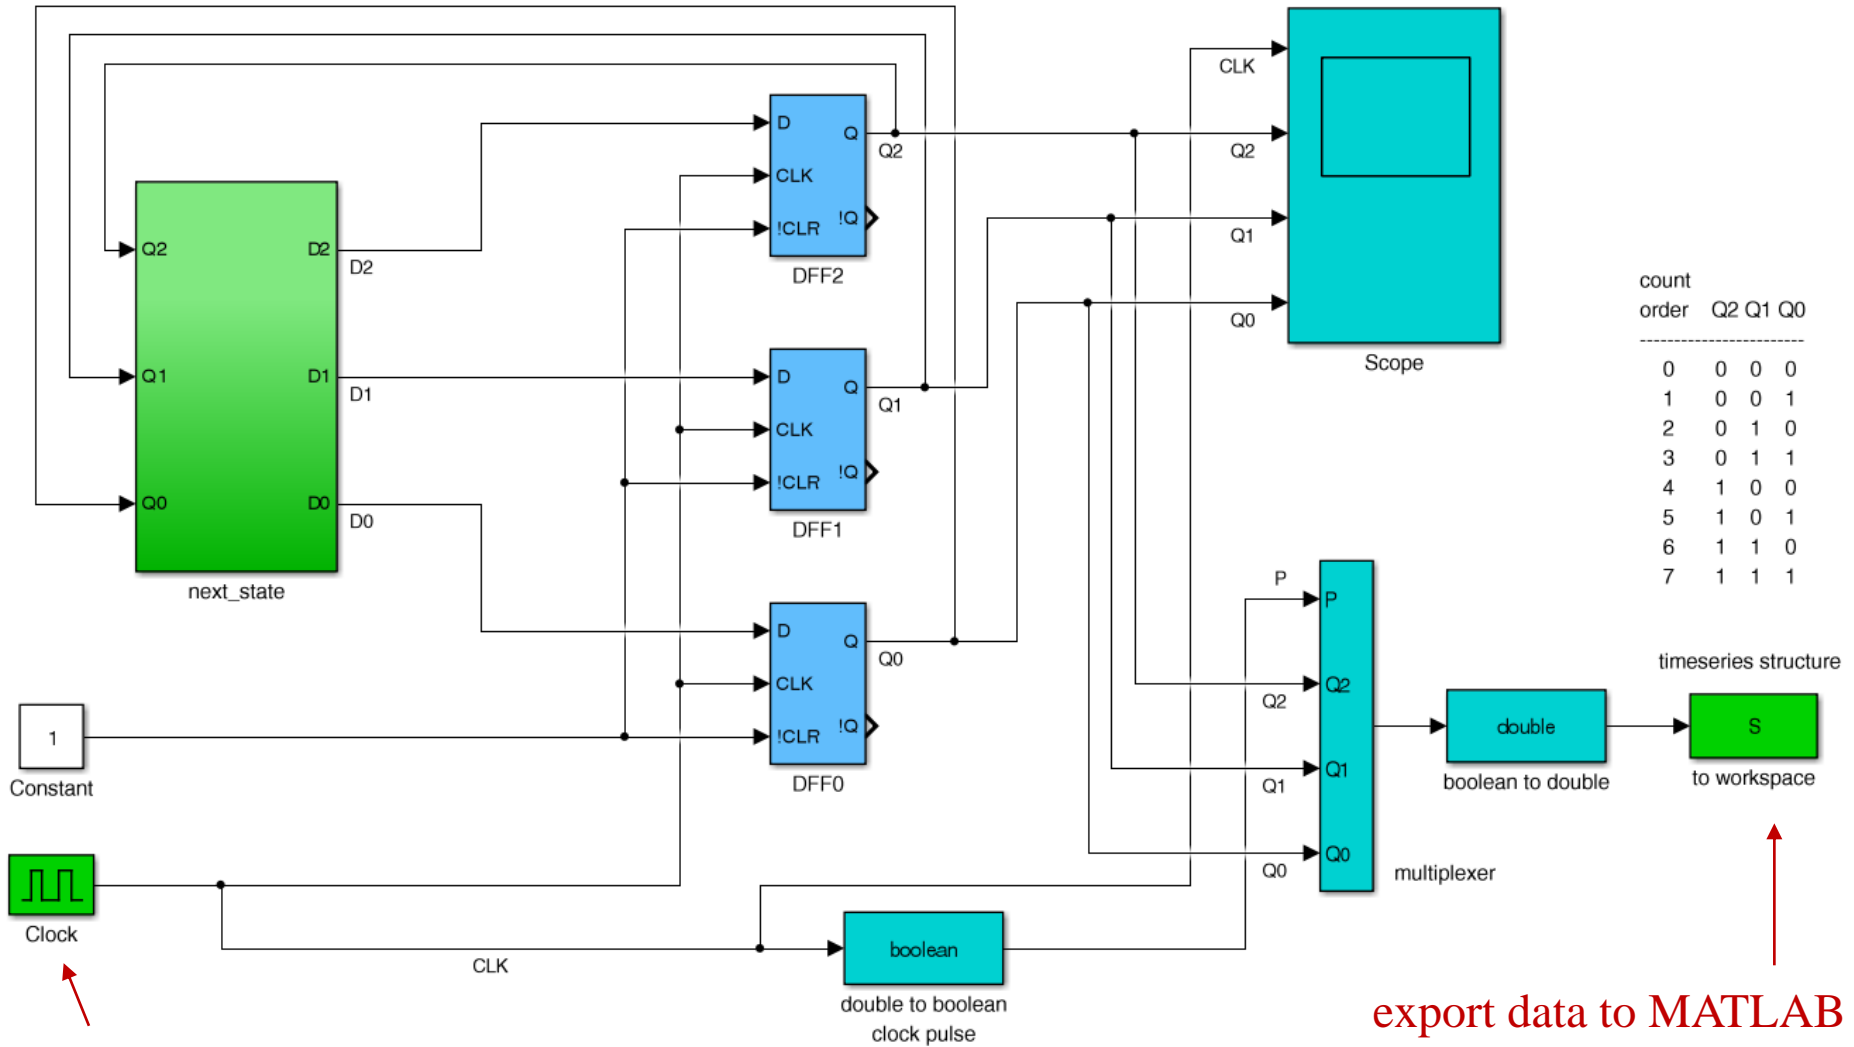 Q2
Q1
Q0
D2
D1
D0
D2
D1
D0
next_state
1
Constant
Clock
CLK
D
CLK
!CLR
Q
!Q
Q2
DFF2
D
CLK
!CLR
Q
!Q
Q1
DFF1
D
CLK
!CLR
Q
!Q
Q0
DFF0
boolean
double to boolean
clock pulse
CLK
Q2
Q1
Q0
Scope
P
Q2
Q1
Q0
P
Q2
Q1
Q0
multiplexer
double
boolean to double
count
order Q2 Q1 Q0
------------------------
0 0 0 0
1 0 0 1
2 0 1 0
3 0 1 1
4 1 0 0
5 1 0 1
6 1 1 0
7 1 1 1
timeseries structure
S
to workspace
export data to MATLAB